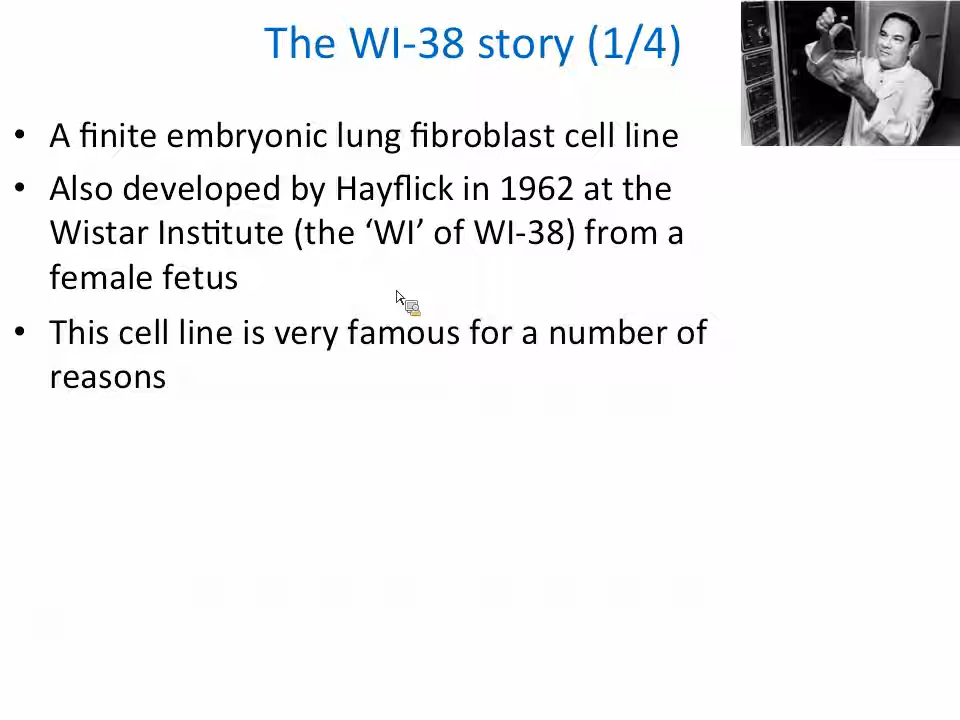 The WI-38 story (1/4)
• A finite embryonic lung fibroblast cell line
• Also developed by Hayflick in 1962 at the
Wistar Institute (the ‘WI’ of WI-38) from a
female fetus
• This cell line is very famous for a number of
reasons